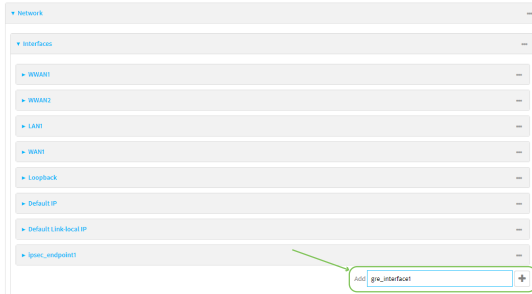 Network
Interfaces
WWAN1
WWAN2
LAN1
WAN1
Loopback
Default IP
Default Link-local IP
ipsec_endpoint1
Add gre_interface1